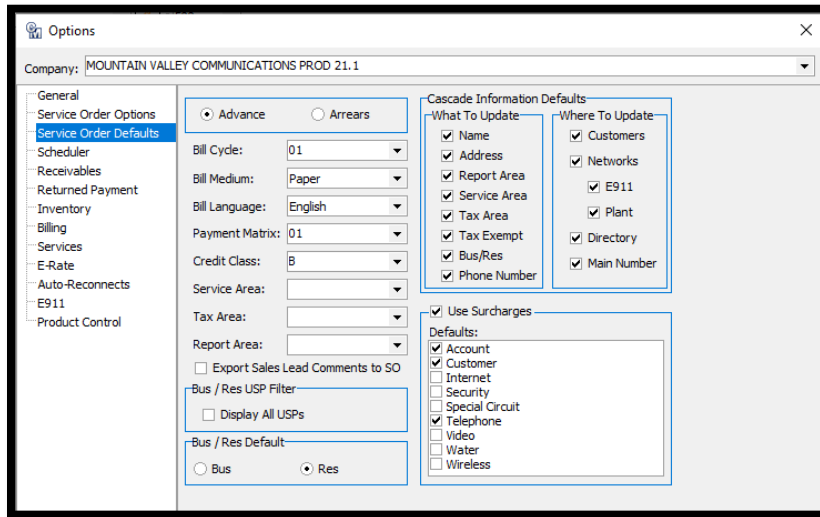 Options
Company: MOUNTAIN VALLEY COMMUNICATIONS PROD 21.1
General
Service Order Options
Service Order Defaults
Scheduler
Receivables
Returned Payment
Inventory
Billing
Services
E-Rate
Auto-Reconnects
E911
Product Control
Advance Arrears
Bill Cycle: 01
Bill Medium: Paper
Bill Language: English
Payment Matrix: 01
Credit Class: B
Service Area:
Tax Area:
Report Area:
Export Sales Lead Comments to SO
Bus / Res USP Filter
Display All USPs
Bus / Res Default
Bus Res
Cascade Information Defaults
What To Update
Name
Address
Report Area
Service Area
Tax Area
Tax Exempt
Bus/Res
Phone Number
Where To Update
Customers
Networks
E911
Plant
Directory
Main Number
Use Surcharges
Defaults:
Account
Customer
Internet
Security
Special Circuit
Telephone
Video
Water
Wireless